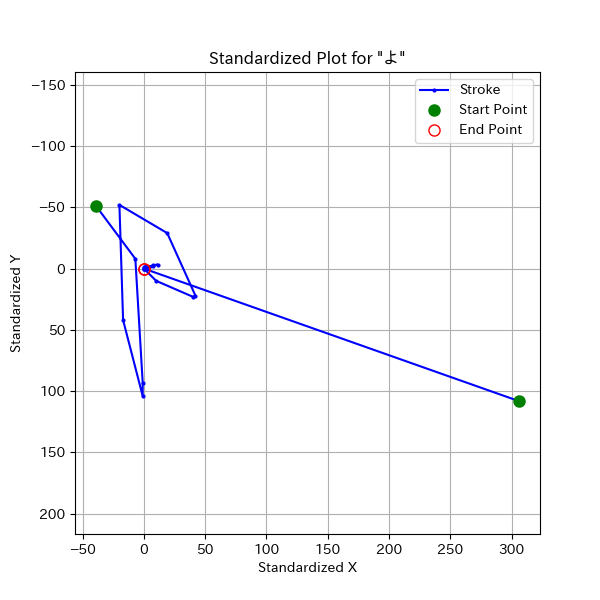 Standardized Plot for "よ"
Stroke
Start Point
End Point
Standardized Y
−150
−100
−50
0
50
100
150
200
−50 0 50 100 150 200 250 300
Standardized X